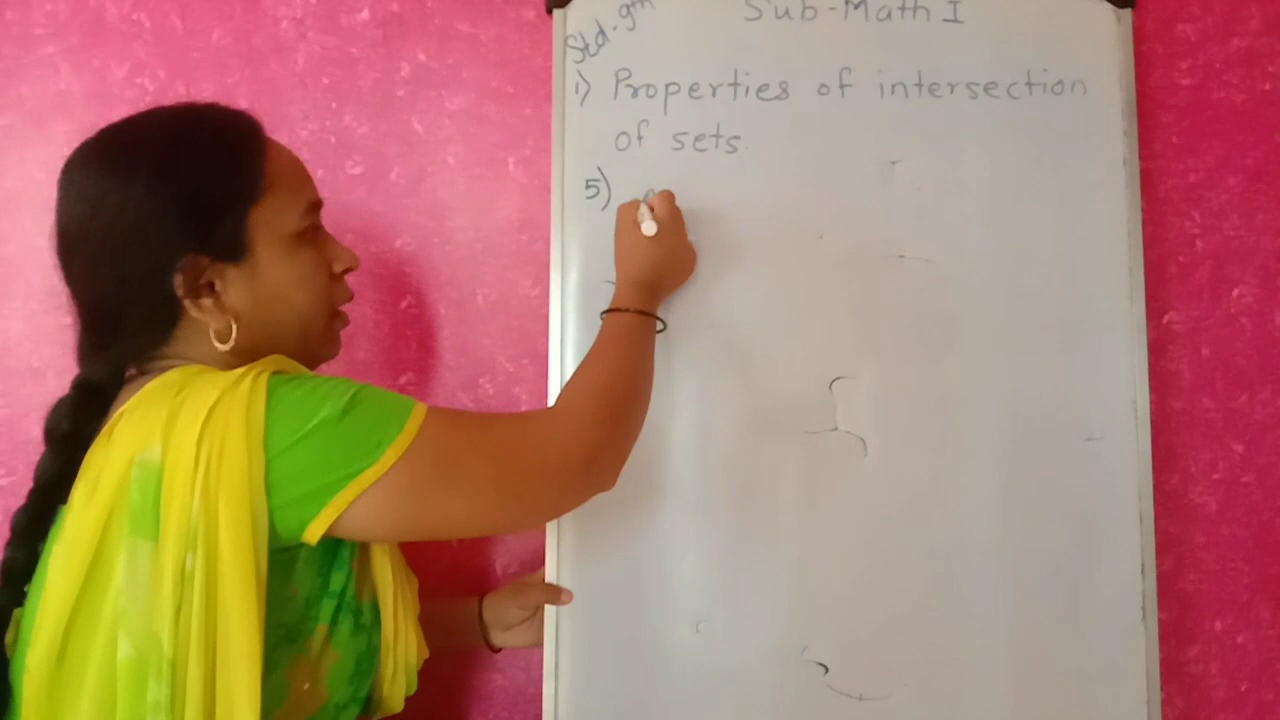 Sub-Math I
Std-9th
1) Properties of intersection
of sets.
5)